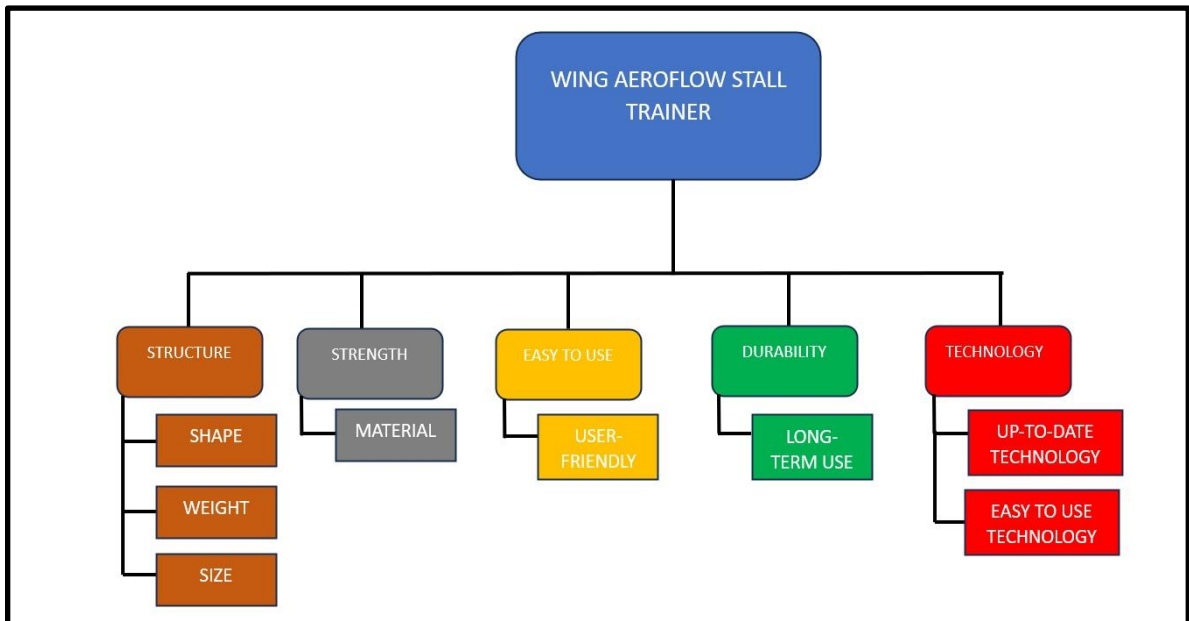 WING AEROFLOW STALL
TRAINER
STRUCTURE
SHAPE
WEIGHT
SIZE
STRENGTH
MATERIAL
EASY TO USE
USER-
FRIENDLY
DURABILITY
LONG-
TERM USE
TECHNOLOGY
UP-TO-DATE
TECHNOLOGY
EASY TO USE
TECHNOLOGY